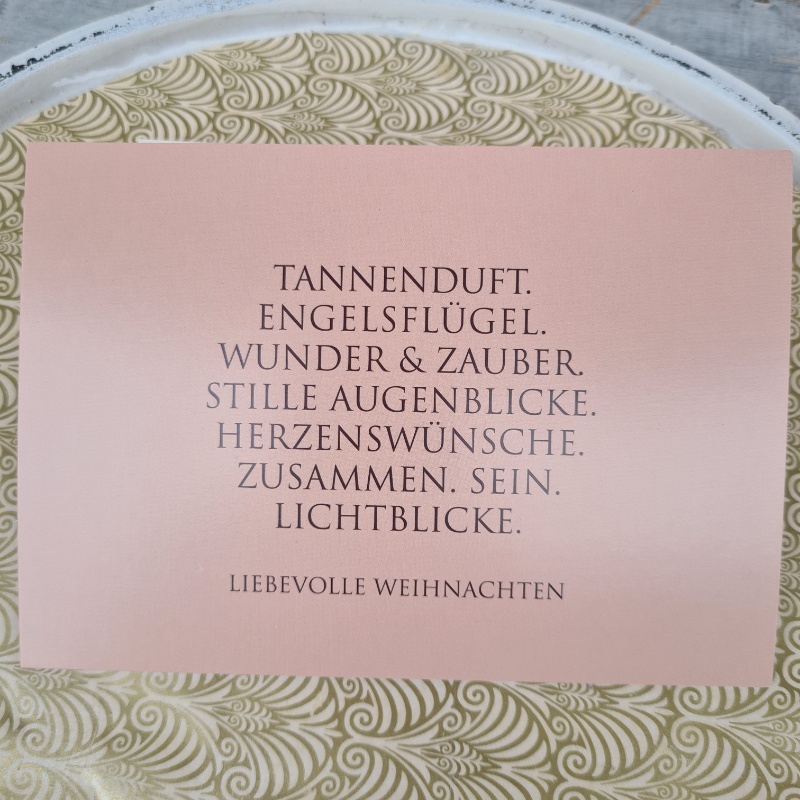 TANNENDUFT.
ENGELSFLÜGEL.
WUNDER & ZAUBER.
STILLE AUGENBLICKE.
HERZENSWÜNSCHE.
ZUSAMMEN. SEIN.
LICHTBLICKE.
LIEBEVOLLE WEIHNACHTEN